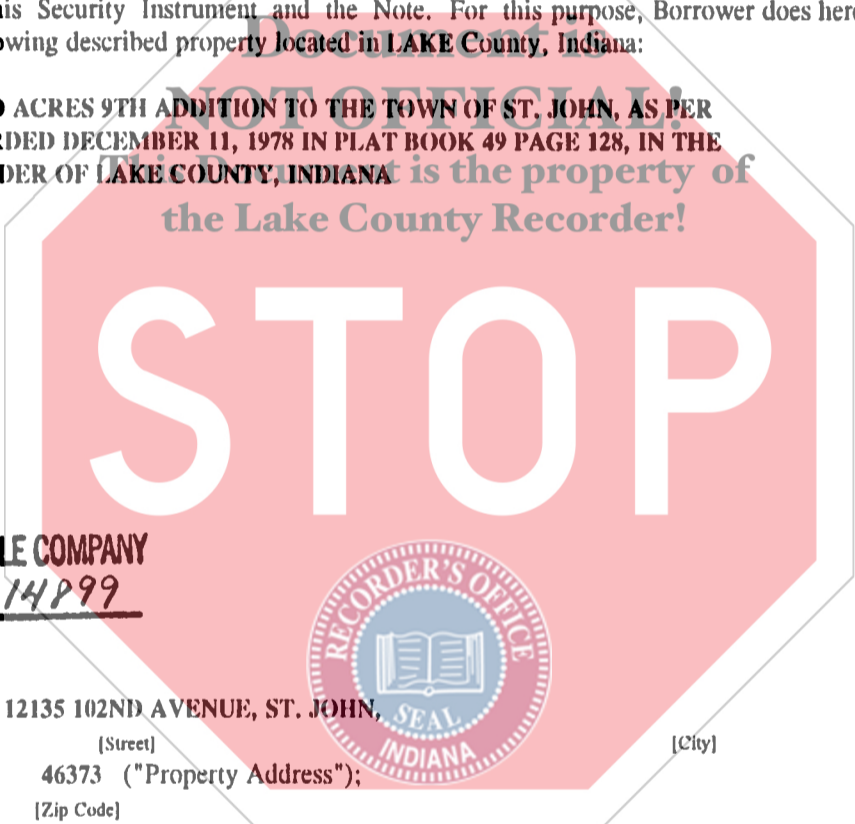 is Security Instrument and the Note. For this purpose, Borrower does here
wing described property located in LAKE County, Indiana:
Document is
NOT OFFICIAL!
ACRES 9TH ADDITION TO THE TOWN OF ST. JOHN, AS PER
DED DECEMBER 11, 1978 IN PLAT BOOK 49 PAGE 128, IN THE
DER OF LAKE COUNTY, INDIANA
This Document is the property of
the Lake County Recorder!
STOP
LE COMPANY
14899
RECORDER'S OFFICE
SEAL
INDIANA
12135 102ND AVENUE, ST. JOHN,
[Street] [City]
46373 ("Property Address");
[Zip Code]